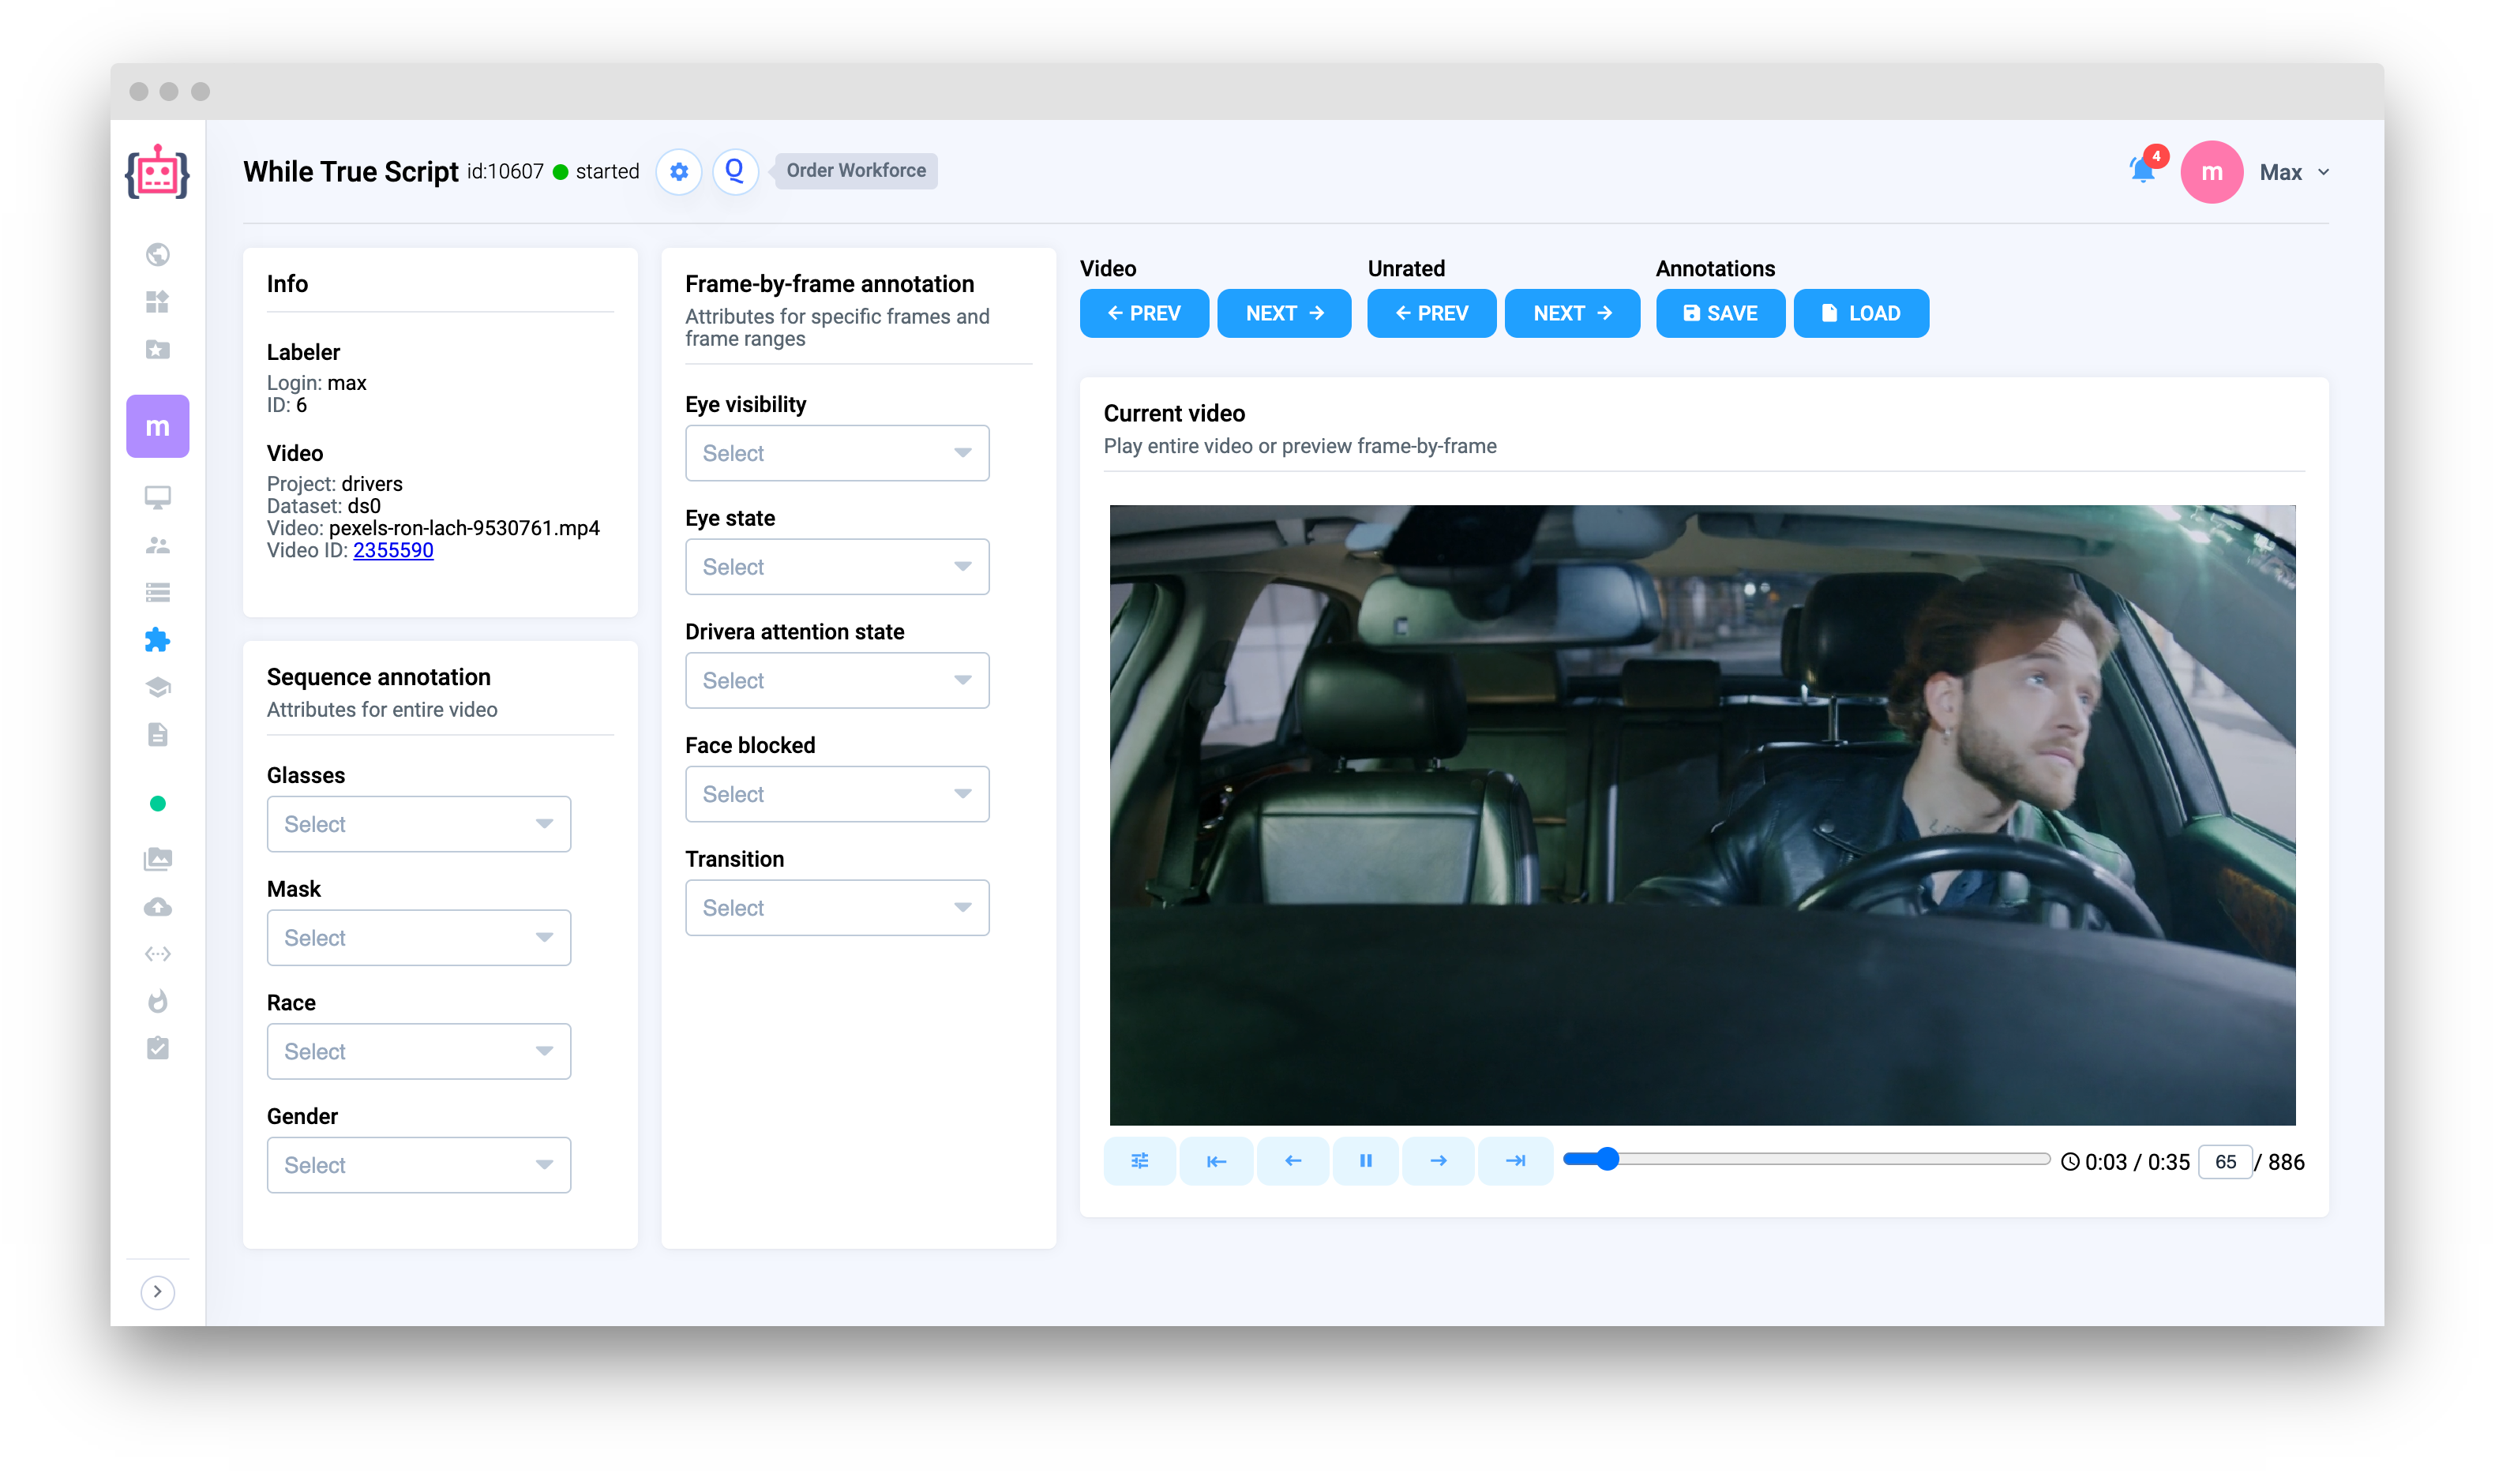 While True Script id:10607 started
Q
Order Workforce
4
m
Max
m
Info
Labeler
Login: max
ID: 6
Video
Project: drivers
Dataset: ds0
Video: pexels-ron-lach-9530761.mp4
Video ID: 2355590
Sequence annotation
Attributes for entire video
Glasses
Select
Mask
Select
Race
Select
Gender
Select
Frame-by-frame annotation
Attributes for specific frames and
frame ranges
Eye visibility
Select
Eye state
Select
Drivera attention state
Select
Face blocked
Select
Transition
Select
Video
PREV
NEXT
Unrated
PREV
NEXT
Annotations
SAVE
LOAD
Current video
Play entire video or preview frame-by-frame
0:03 / 0:35 65 / 886